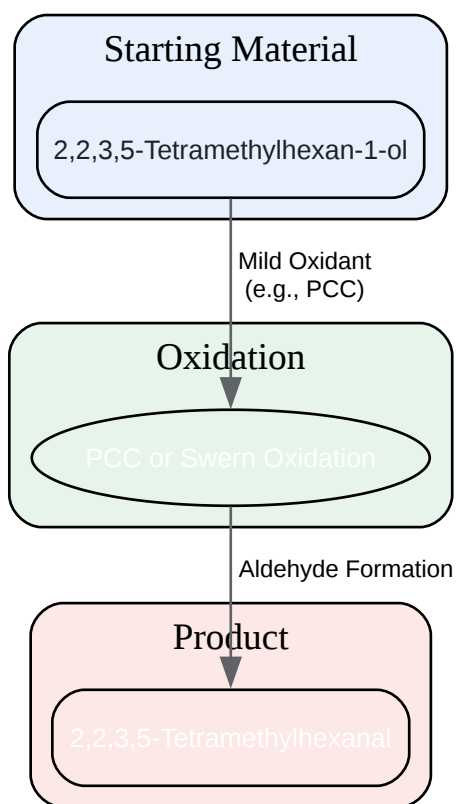 Starting Material
2,2,3,5-Tetramethylhexan-1-ol
Mild Oxidant
(e.g., PCC)
Oxidation
PCC or Swern Oxidation
Aldehyde Formation
Product
2,2,3,5-Tetramethylhexanal